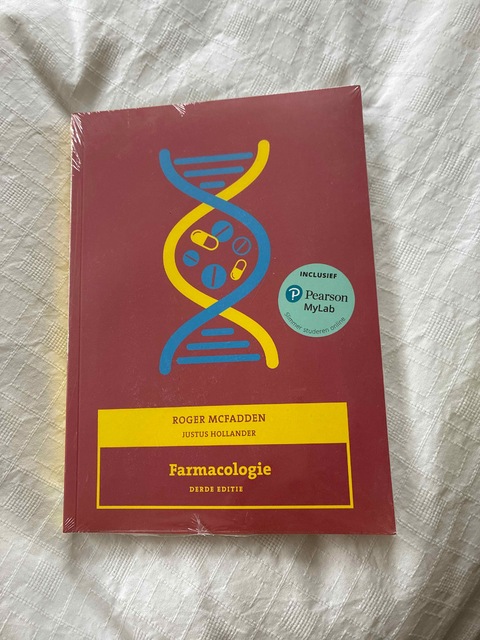 INCLUSIEF
Pearson
MyLab
Slimmer studeren online
ROGER MCFADDEN
JUSTUS HOLLANDER
Farmacologie
DERDE EDITIE